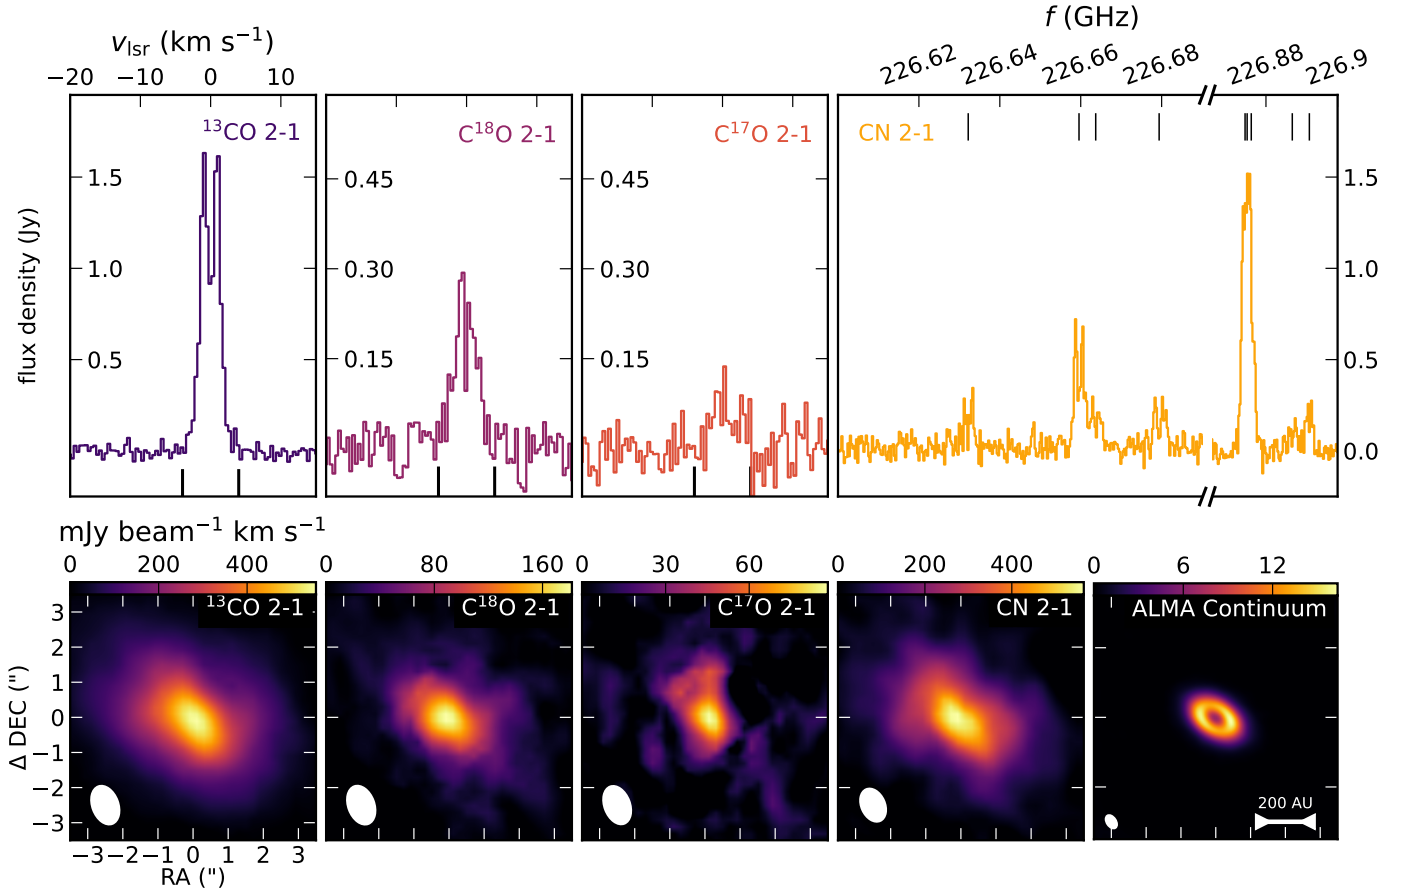 v_lsr (km s⁻¹)
f (GHz)
−20 −10 0 10
226.62 226.64 226.66 226.68 226.88 226.9
¹³CO 2-1
C¹⁸O 2-1
C¹⁷O 2-1
CN 2-1
flux density (Jy)
1.5
1.0
0.5
0.45
0.30
0.15
0.45
0.30
0.15
1.5
1.0
0.5
0.0
mJy beam⁻¹ km s⁻¹
0 200 400
0 80 160
0 30 60
0 200 400
0 6 12
¹³CO 2-1
C¹⁸O 2-1
C¹⁷O 2-1
CN 2-1
ALMA Continuum
Δ DEC (")
3
2
1
0
−1
−2
−3
200 AU
−3 −2 −1 0 1 2 3
RA (")